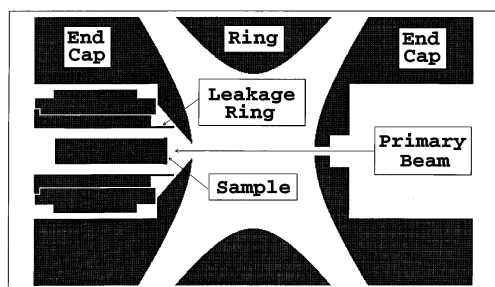 End
Cap
Ring
End
Cap
Leakage
Ring
Primary
Beam
Sample